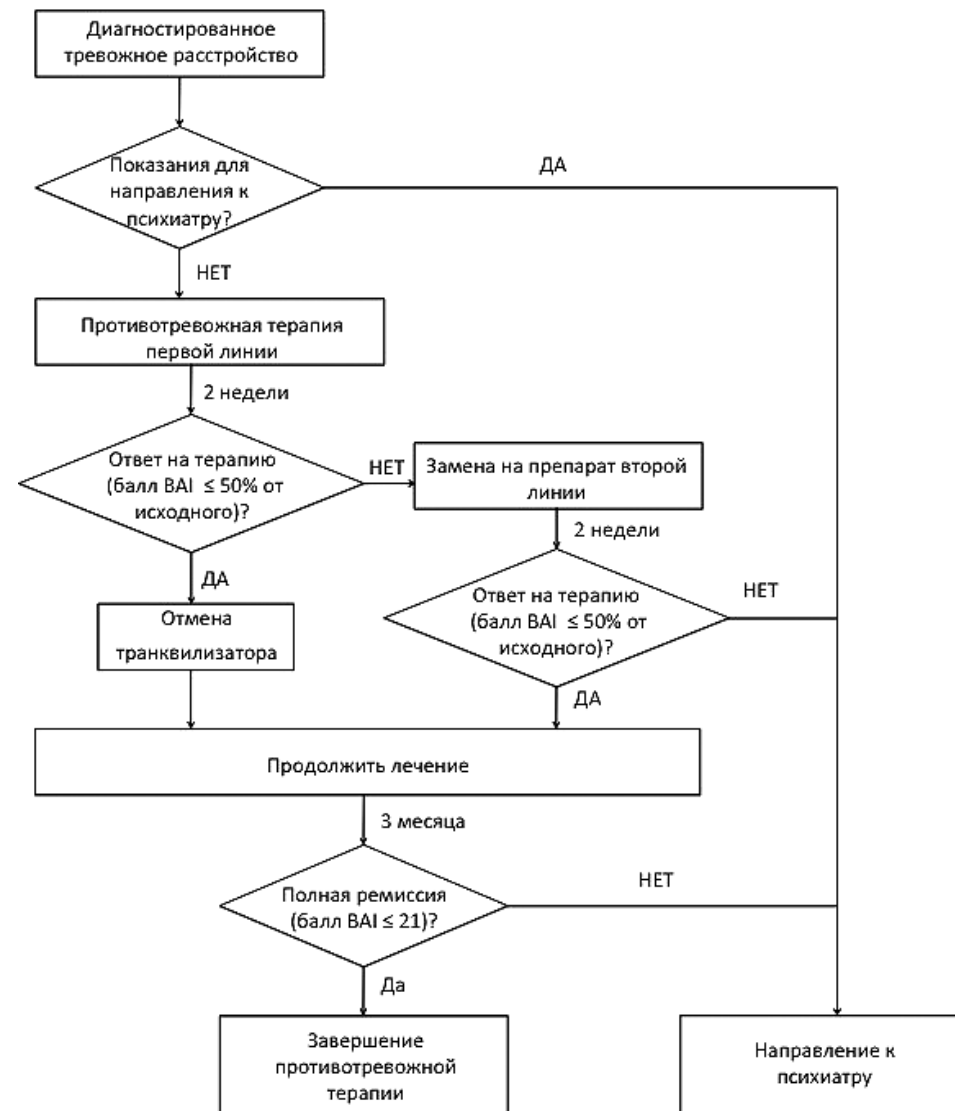 Диагностированное
тревожное расстройство
Показания для
направления к
психиатру?
ДА
НЕТ
Противотревожная терапия
первой линии
2 недели
Ответ на терапию
(балл BAI ≤ 50% от
исходного)?
НЕТ
Замена на препарат второй
линии
2 недели
ДА
Ответ на терапию
(балл BAI ≤ 50% от
исходного)?
НЕТ
Отмена
транквилизатора
ДА
Продолжить лечение
3 месяца
Полная ремиссия
(балл BAI ≤ 21)?
НЕТ
Да
Завершение
противотревожной
терапии
Направление к
психиатру